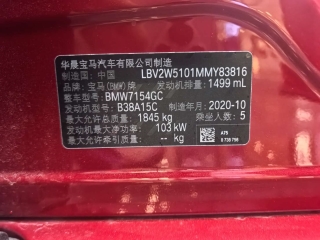 华晨宝马汽车有限公司制造
制造国: 中国 LBV2W5101MMY83816
品牌: 宝马(BMW)牌 发动机排量: 1499 mL
整车型号: BMW7154GC
发动机型号: B38A15C 制造年月: 2020-10
最大允许总质量: 1845 kg 乘坐人数: 5
发动机最大净功率: 103 kW A75
最大允许牵引质量: -- kg